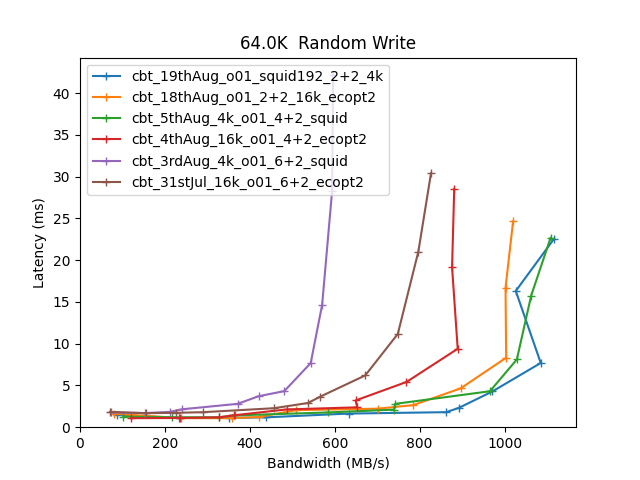 64.0K  Random Write
cbt_19thAug_o01_squid192_2+2_4k
cbt_18thAug_o01_2+2_16k_ecopt2
cbt_5thAug_4k_o01_4+2_squid
cbt_4thAug_16k_o01_4+2_ecopt2
cbt_3rdAug_4k_o01_6+2_squid
cbt_31stJul_16k_o01_6+2_ecopt2
Latency (ms)
40
35
30
25
20
15
10
5
0
0 200 400 600 800 1000
Bandwidth (MB/s)